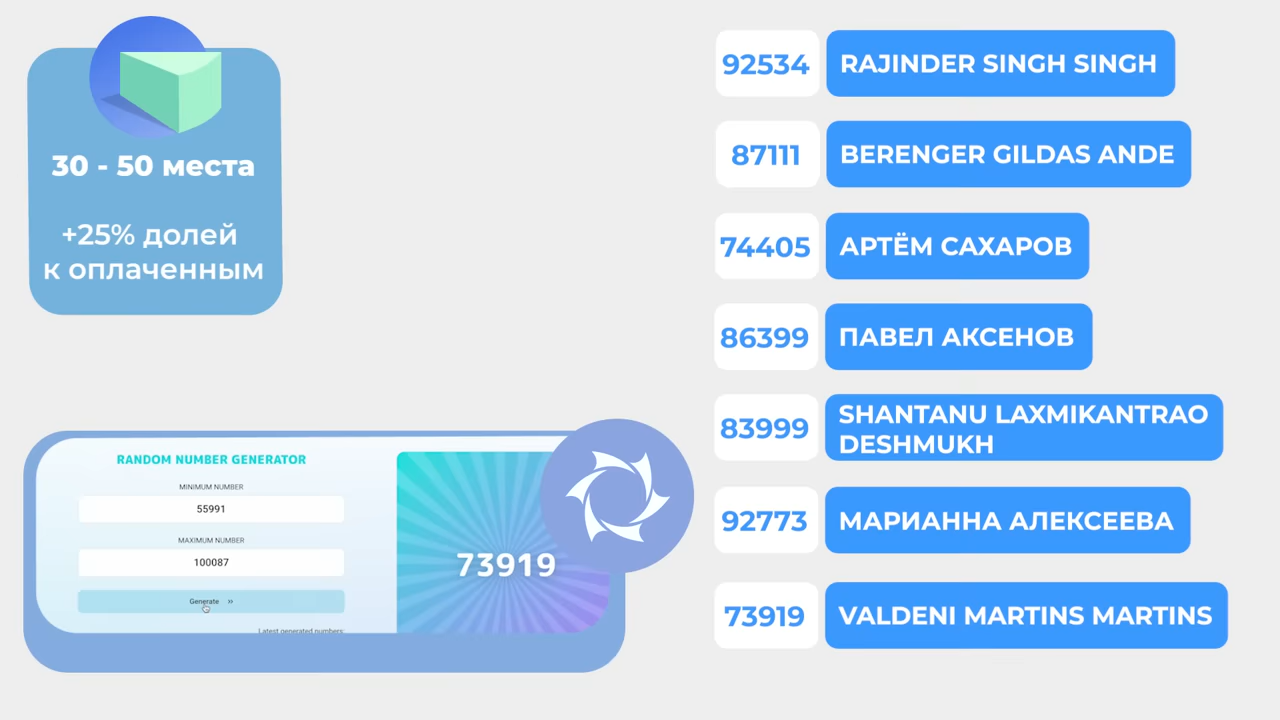 30 - 50 места
+25% долей
к оплаченным
RANDOM NUMBER GENERATOR
MINIMUM NUMBER
55991
MAXIMUM NUMBER
100087
Generate »
Latest generated numbers:
73919
92534 RAJINDER SINGH SINGH
87111 BERENGER GILDAS ANDE
74405 АРТЁМ САХАРОВ
86399 ПАВЕЛ АКСЕНОВ
83999 SHANTANU LAXMIKANTRAO
DESHMUKH
92773 МАРИАННА АЛЕКСЕЕВА
73919 VALDENI MARTINS MARTINS